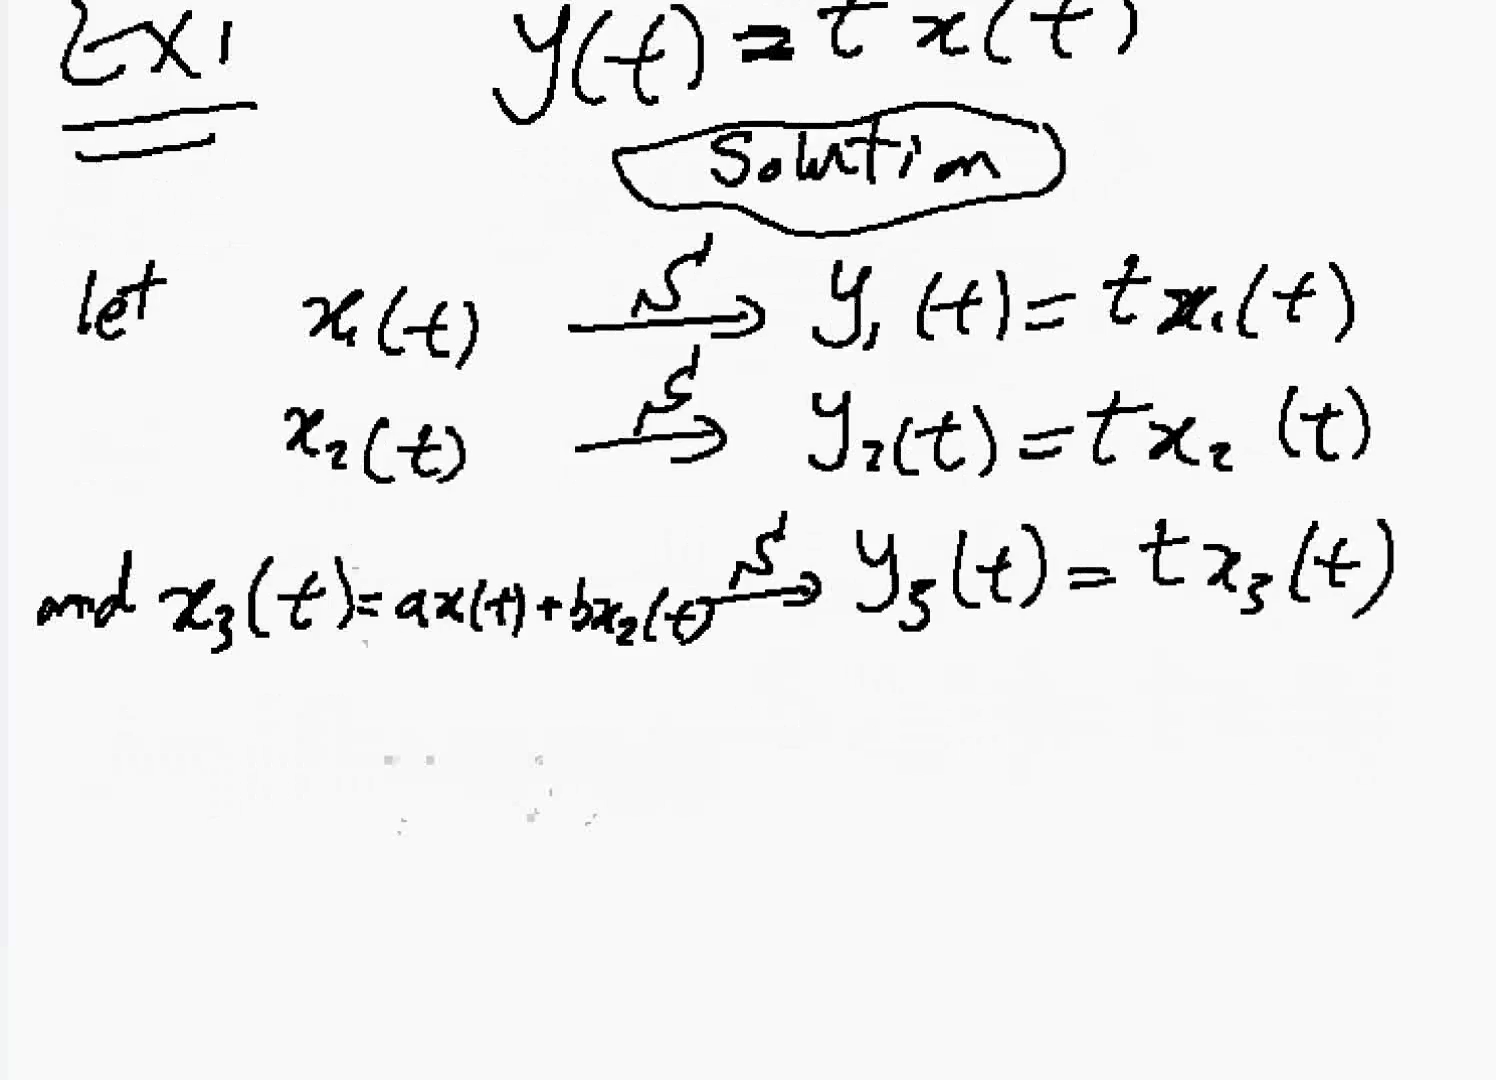 Ex1 y(t) = t x(t)
Solution
let x₁(t) S→ y₁(t) = t x₁(t)
x₂(t) S→ y₂(t) = t x₂(t)
and x₃(t) = ax(t) + bx₂(t) S→ y₃(t) = t x₃(t)